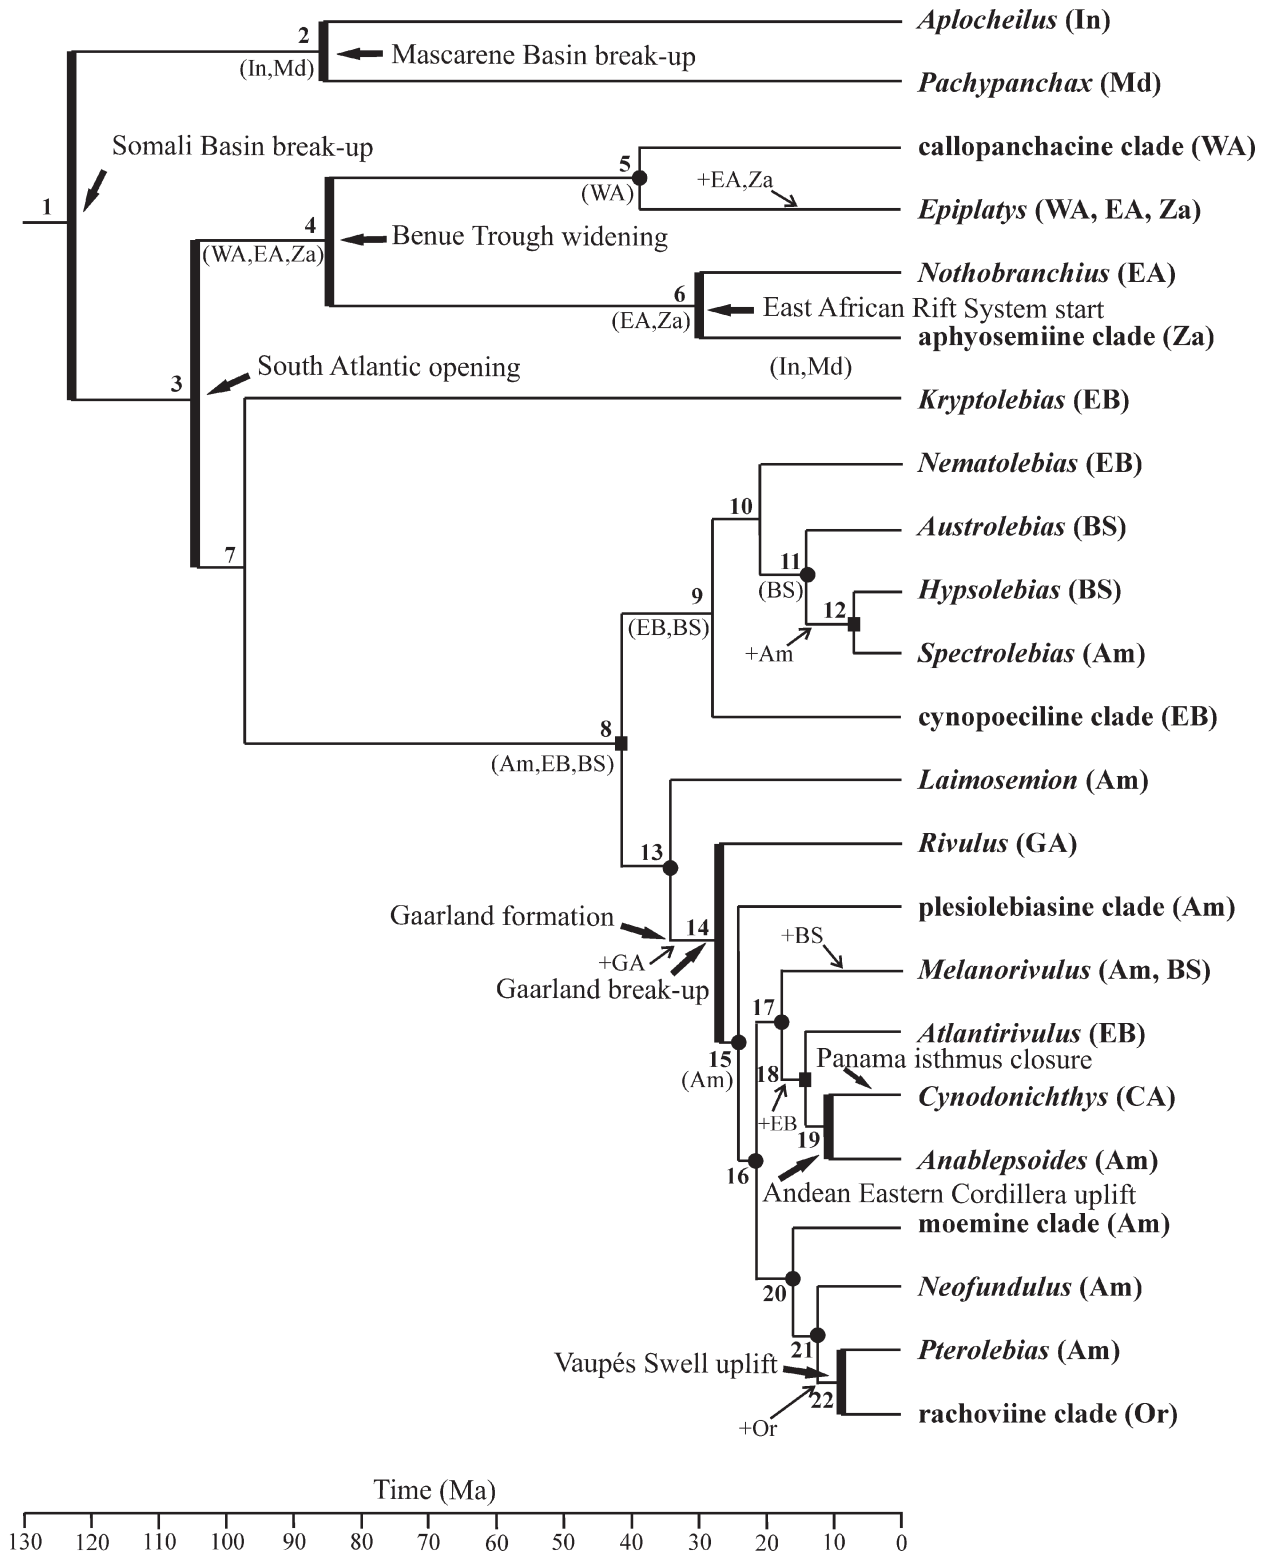 Aplocheilus (In)
2
(In,Md)
Mascarene Basin break-up
Pachypanchax (Md)
Somali Basin break-up
callopanchacine clade (WA)
5
(WA)
+EA,Za
1
Epiplatys (WA, EA, Za)
4
(WA,EA,Za)
Benue Trough widening
Nothobranchius (EA)
6
(EA,Za)
East African Rift System start
aphyosemiine clade (Za)
(In,Md)
3
South Atlantic opening
Kryptolebias (EB)
Nematolebias (EB)
10
Austrolebias (BS)
7
11
(BS)
Hypsolebias (BS)
9
12
(EB,BS)
+Am
Spectrolebias (Am)
cynopoeciline clade (EB)
8
(Am,EB,BS)
Laimosemion (Am)
13
Rivulus (GA)
Gaarland formation
plesiolebiasine clade (Am)
14
+BS
+GA
Melanorivulus (Am, BS)
Gaarland break-up
17
Atlantirivulus (EB)
15
(Am)
Panama isthmus closure
18
Cynodonichthys (CA)
+EB
19
Anablepsoides (Am)
16
Andean Eastern Cordillera uplift
moemine clade (Am)
20
Neofundulus (Am)
21
Pterolebias (Am)
Vaupés Swell uplift
22
+Or
rachoviine clade (Or)
Time (Ma)
130 120 110 100 90 80 70 60 50 40 30 20 10 0